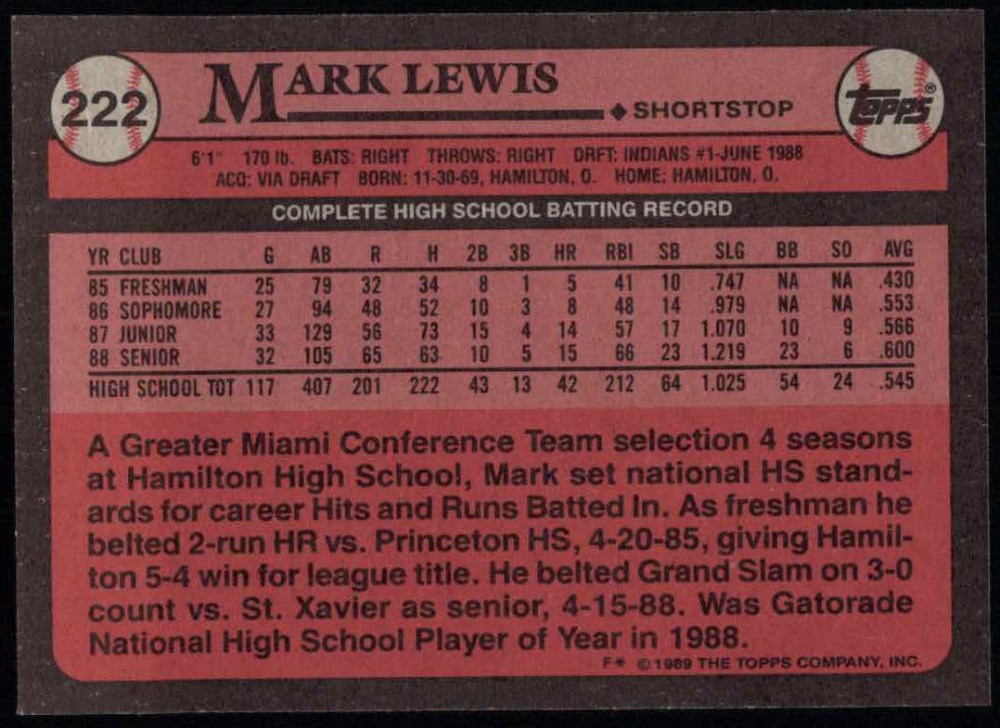 222
MARK LEWIS
◆ SHORTSTOP
Topps®
6'1" 170 lb. BATS: RIGHT THROWS: RIGHT DRFT: INDIANS #1-JUNE 1988
ACQ: VIA DRAFT BORN: 11-30-69, HAMILTON, O. HOME: HAMILTON, O.
COMPLETE HIGH SCHOOL BATTING RECORD
YR CLUB G AB R H 2B 3B HR RBI SB SLG BB SO AVG
85 FRESHMAN 25 79 32 34 8 1 5 41 10 .747 NA NA .430
86 SOPHOMORE 27 94 48 52 10 3 8 48 14 .979 NA NA .553
87 JUNIOR 33 129 56 73 15 4 14 57 17 1.070 10 9 .566
88 SENIOR 32 105 65 63 10 5 15 66 23 1.219 23 6 .600
HIGH SCHOOL TOT 117 407 201 222 43 13 42 212 64 1.025 54 24 .545
A Greater Miami Conference Team selection 4 seasons
at Hamilton High School, Mark set national HS stand-
ards for career Hits and Runs Batted In. As freshman he
belted 2-run HR vs. Princeton HS, 4-20-85, giving Hamil-
ton 5-4 win for league title. He belted Grand Slam on 3-0
count vs. St. Xavier as senior, 4-15-88. Was Gatorade
National High School Player of Year in 1988.
F* ©1989 THE TOPPS COMPANY, INC.